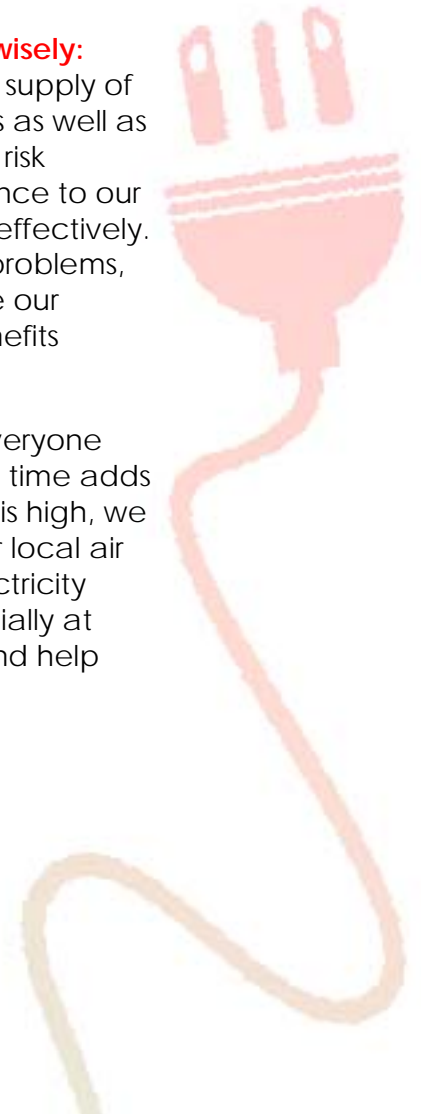 wisely:
supply of
s as well as
risk
nce to our
effectively.
problems,
e our
nefits
veryone
time adds
is high, we
r local air
ctricity
ially at
nd help